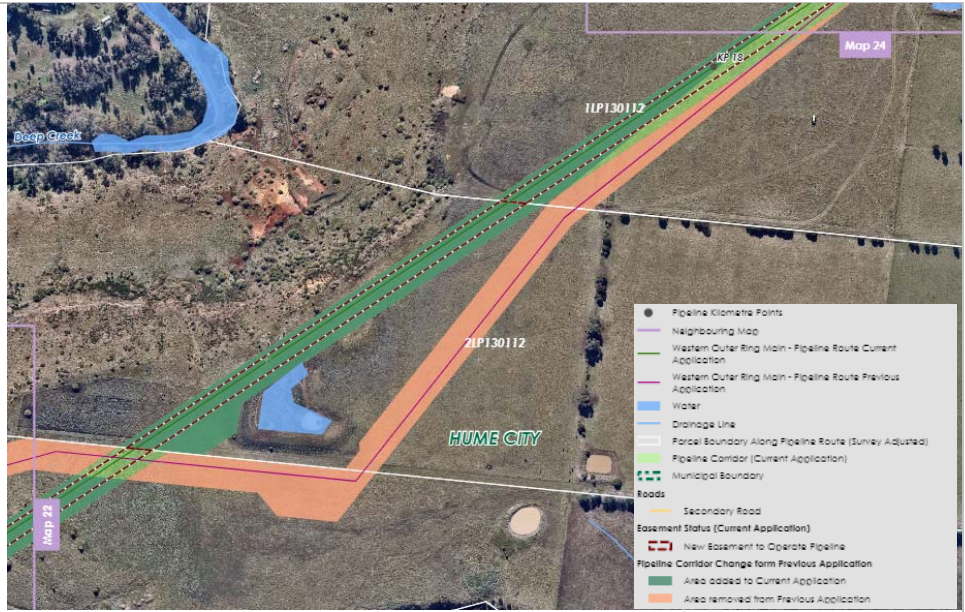 Map 24
KP 18
1LP130112
Deep Creek
2LP130112
HUME CITY
Map 22
Pipeline Kilometre Points
Neighbouring Map
Western Outer Ring Main - Pipeline Route Current
Application
Western Outer Ring Main - Pipeline Route Previous
Application
Water
Drainage Line
Parcel Boundary Along Pipeline Route (Survey Adjusted)
Pipeline Corridor (Current Application)
Municipal Boundary
Roads
Secondary Road
Easement Status (Current Application)
New Easement to Operate Pipeline
Pipeline Corridor Change form Previous Application
Area added to Current Application
Area removed from Previous Application